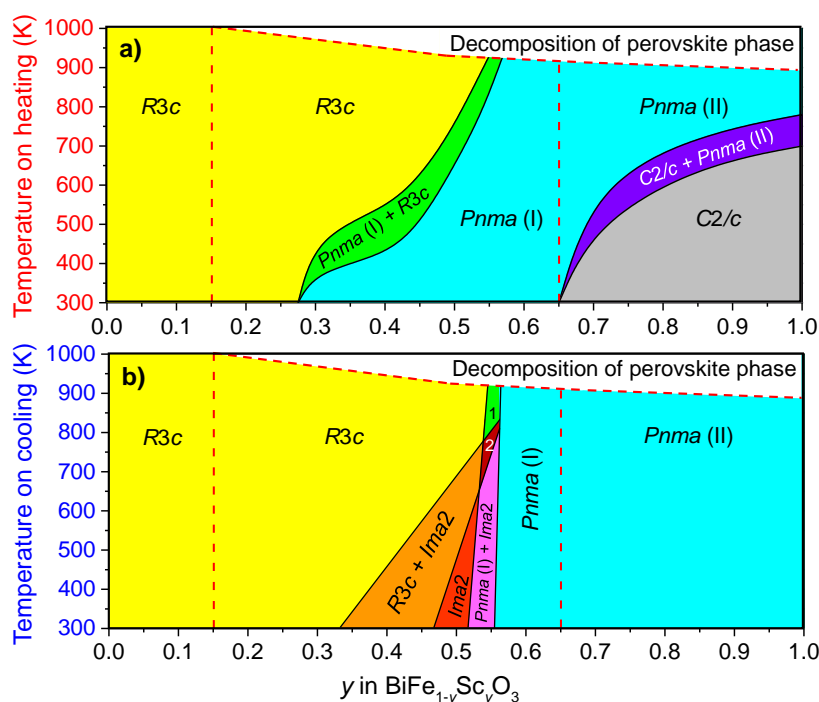 a)
Decomposition of perovskite phase
R3c
R3c
Pnma (II)
Pnma (I) + R3c
C2/c + Pnma (II)
Pnma (I)
C2/c
Temperature on heating (K)
1000
900
800
700
600
500
400
300
0.0 0.1 0.2 0.3 0.4 0.5 0.6 0.7 0.8 0.9 1.0
b)
Decomposition of perovskite phase
R3c
R3c
1
2
Pnma (II)
Pnma (I)
R3c + Ima2
Ima2
Pnma (I) + Ima2
Temperature on cooling (K)
1000
900
800
700
600
500
400
300
0.0 0.1 0.2 0.3 0.4 0.5 0.6 0.7 0.8 0.9 1.0
y in BiFe1-yScyO3